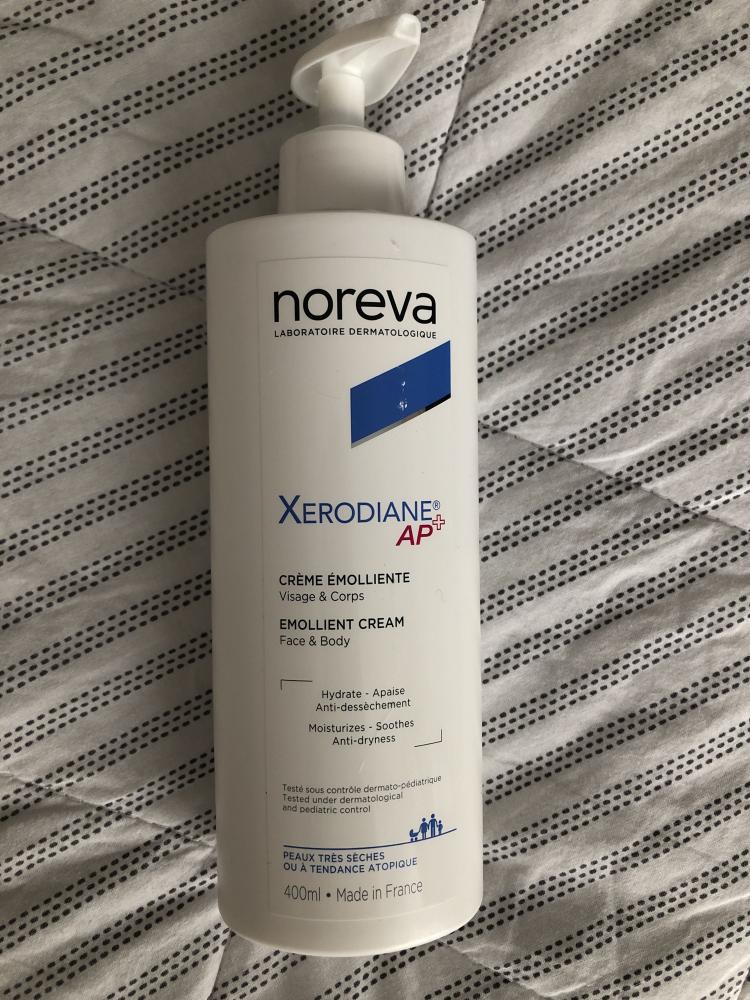 noreva
LABORATOIRE DERMATOLOGIQUE
XERODIANE®
AP+
CRÈME ÉMOLLIENTE
Visage & Corps
EMOLLIENT CREAM
Face & Body
Hydrate - Apaise
Anti-dessèchement
Moisturizes - Soothes
Anti-dryness
Testé sous contrôle dermato-pédiatrique
Tested under dermatological
and pediatric control
PEAUX TRÈS SÈCHES
OU À TENDANCE ATOPIQUE
400ml • Made in France